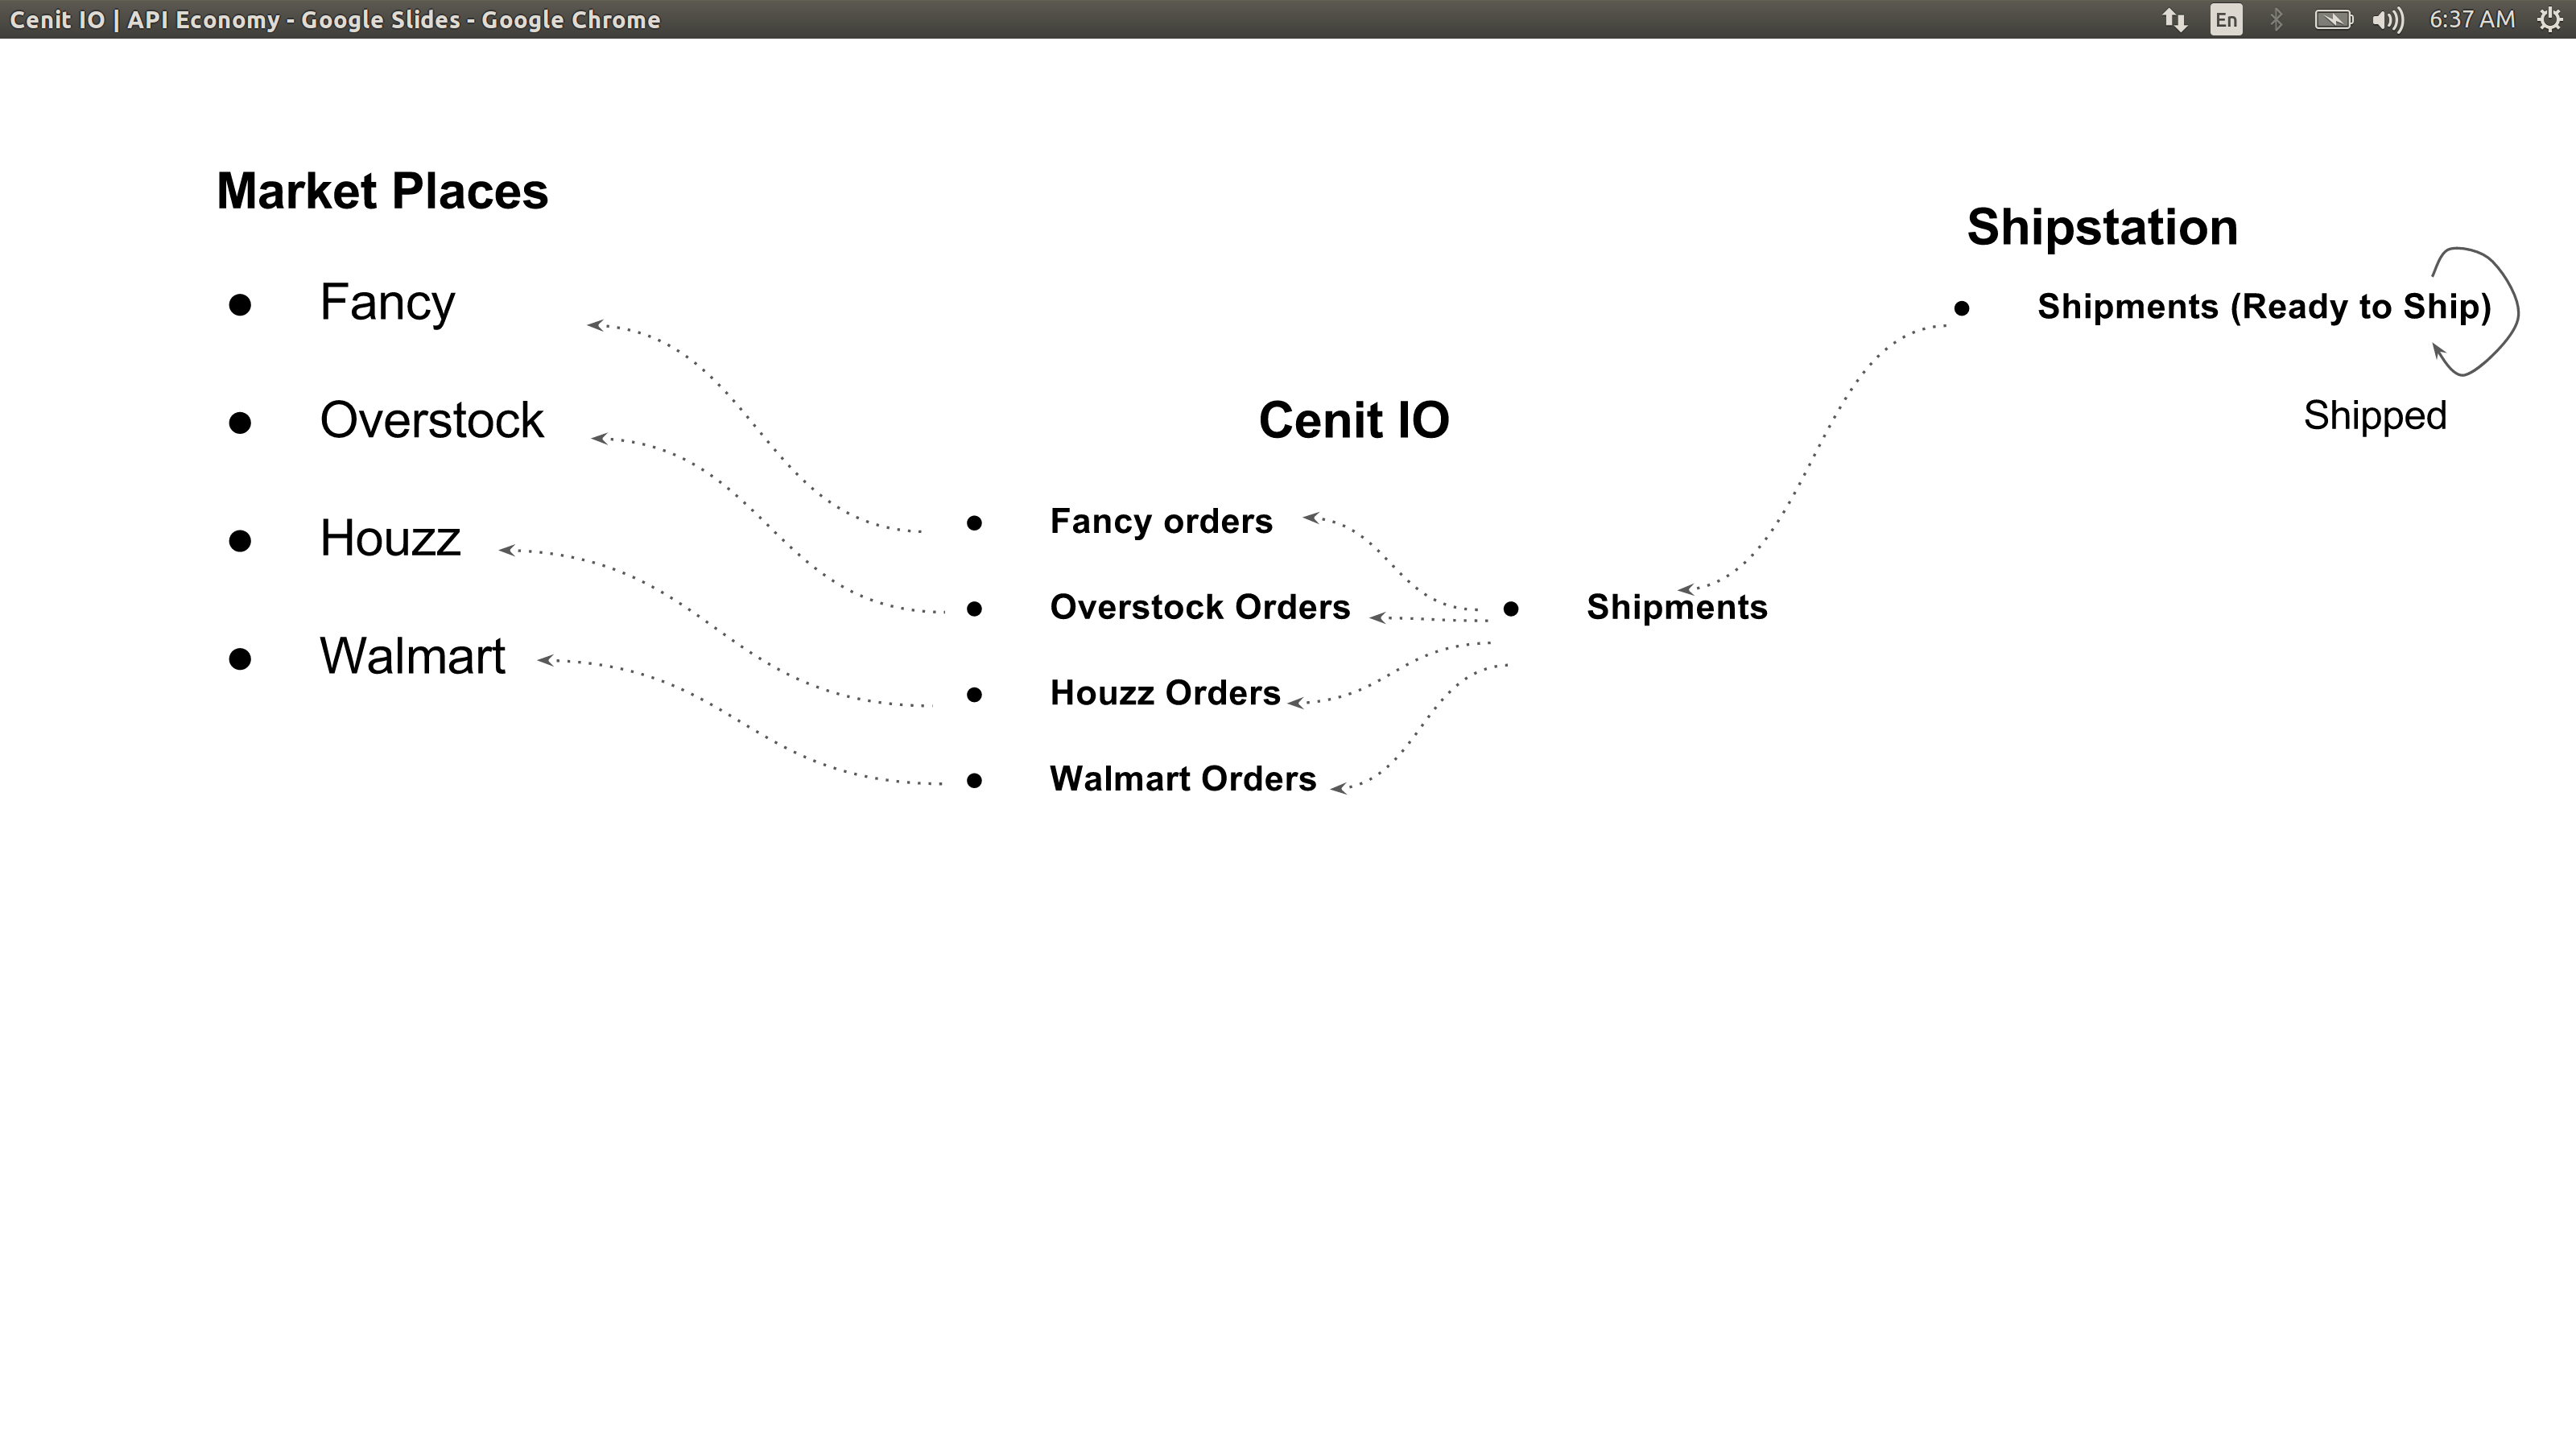 Cenit IO | API Economy - Google Slides - Google Chrome
En
6:37 AM
Market Places
Fancy
Overstock
Houzz
Walmart
Cenit IO
Fancy orders
Overstock Orders
Houzz Orders
Walmart Orders
Shipments
Shipstation
Shipments (Ready to Ship)
Shipped